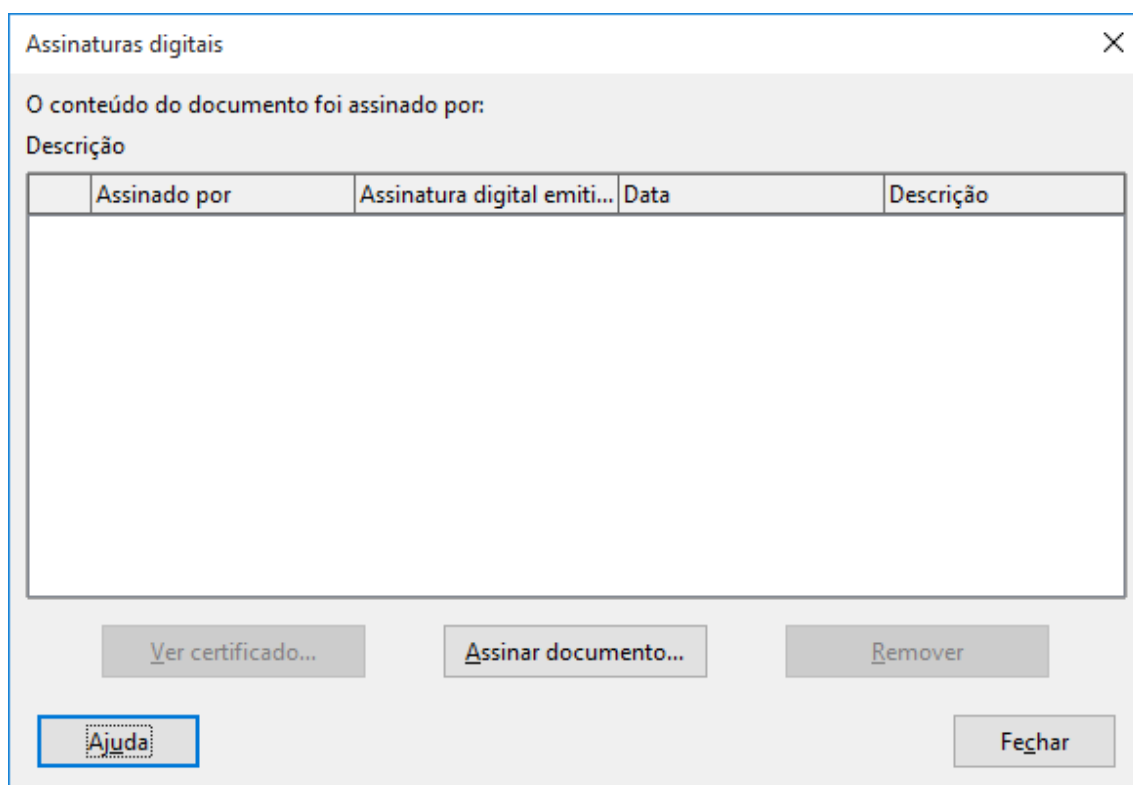 Assinaturas digitais
O conteúdo do documento foi assinado por:
Descrição
Assinado por Assinatura digital emiti... Data Descrição
Ver certificado... Assinar documento... Remover
Ajuda Fechar